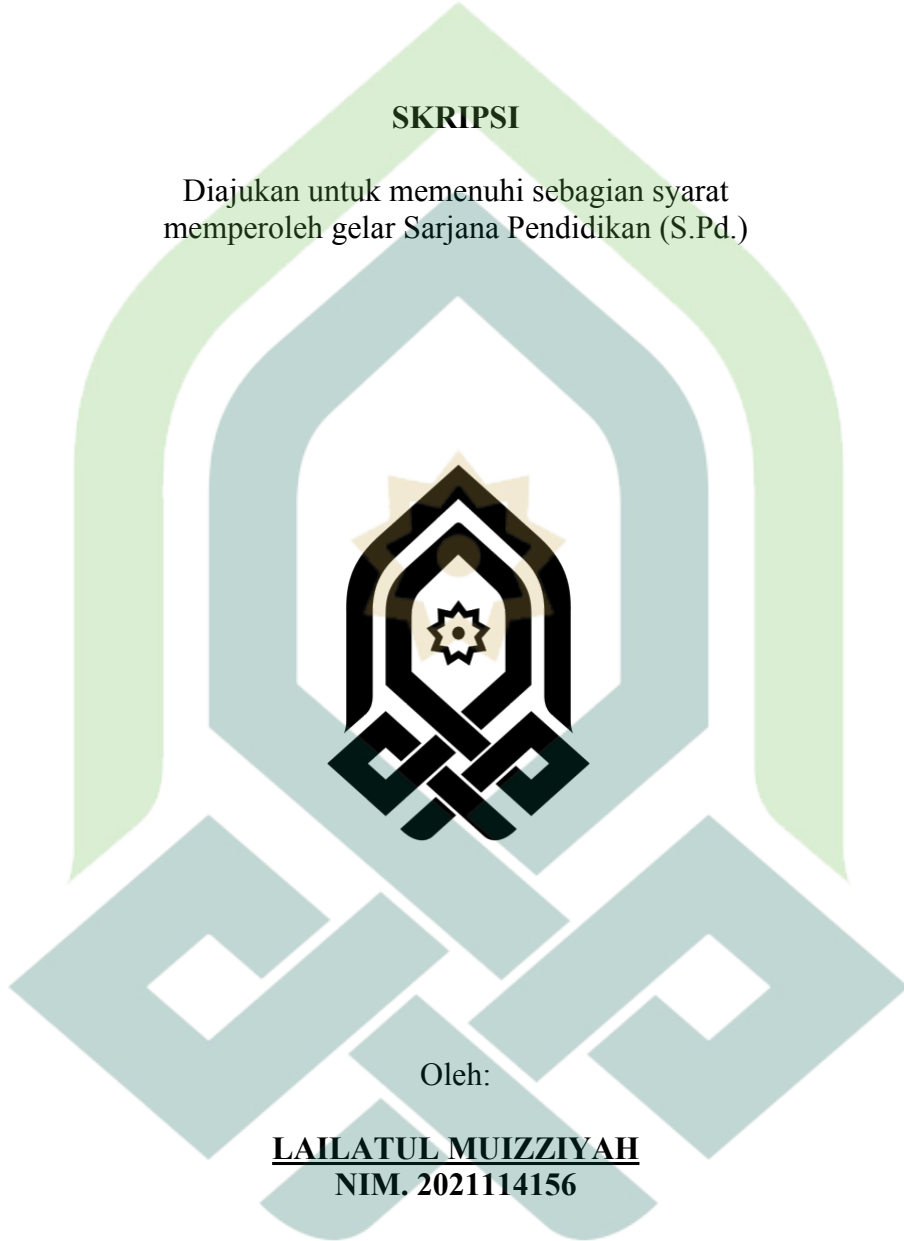 SKRIPSI
Diajukan untuk memenuhi sebagian syarat
memperoleh gelar Sarjana Pendidikan (S.Pd.)
Oleh:
LAILATUL MUIZZIYAH
NIM. 2021114156